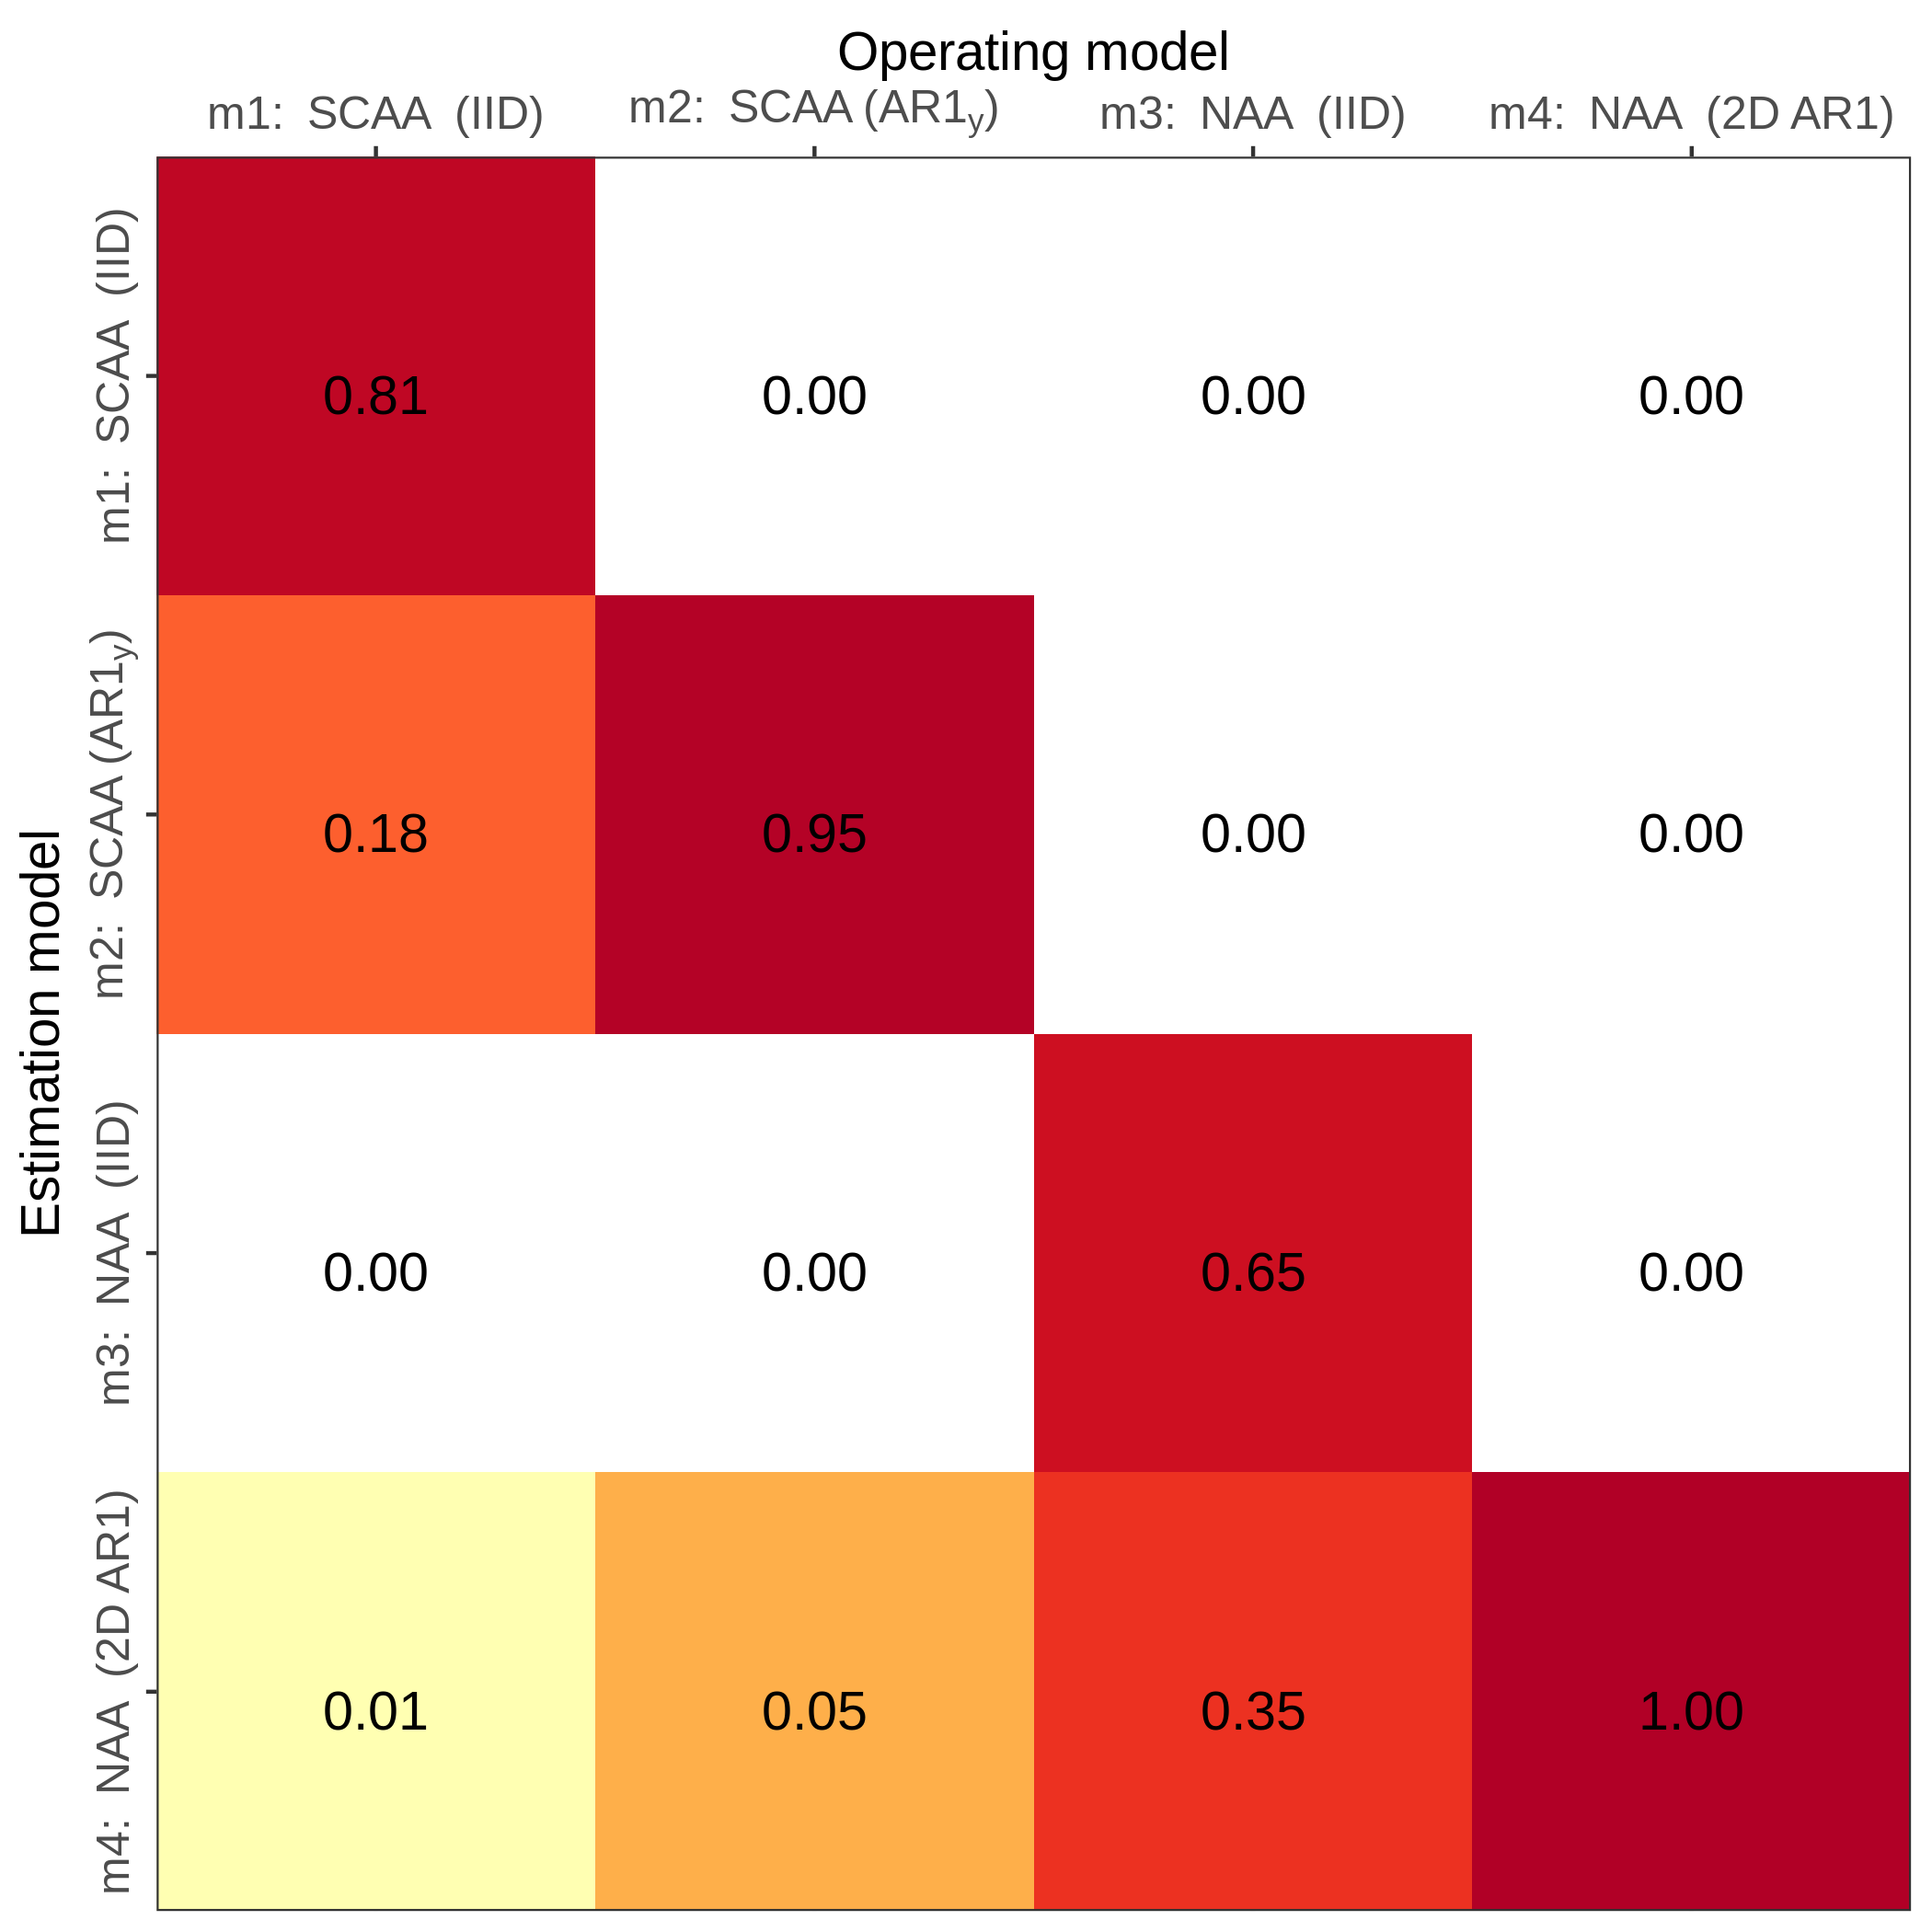 Operating model
m1:  SCAA  (IID) m2:  SCAA (AR1y) m3:  NAA  (IID) m4:  NAA  (2D AR1)
Estimation model
m1:  SCAA  (IID)
0.81 0.00 0.00 0.00
m2:  SCAA (AR1y)
0.18 0.95 0.00 0.00
m3:  NAA  (IID)
0.00 0.00 0.65 0.00
m4:  NAA  (2D AR1)
0.01 0.05 0.35 1.00